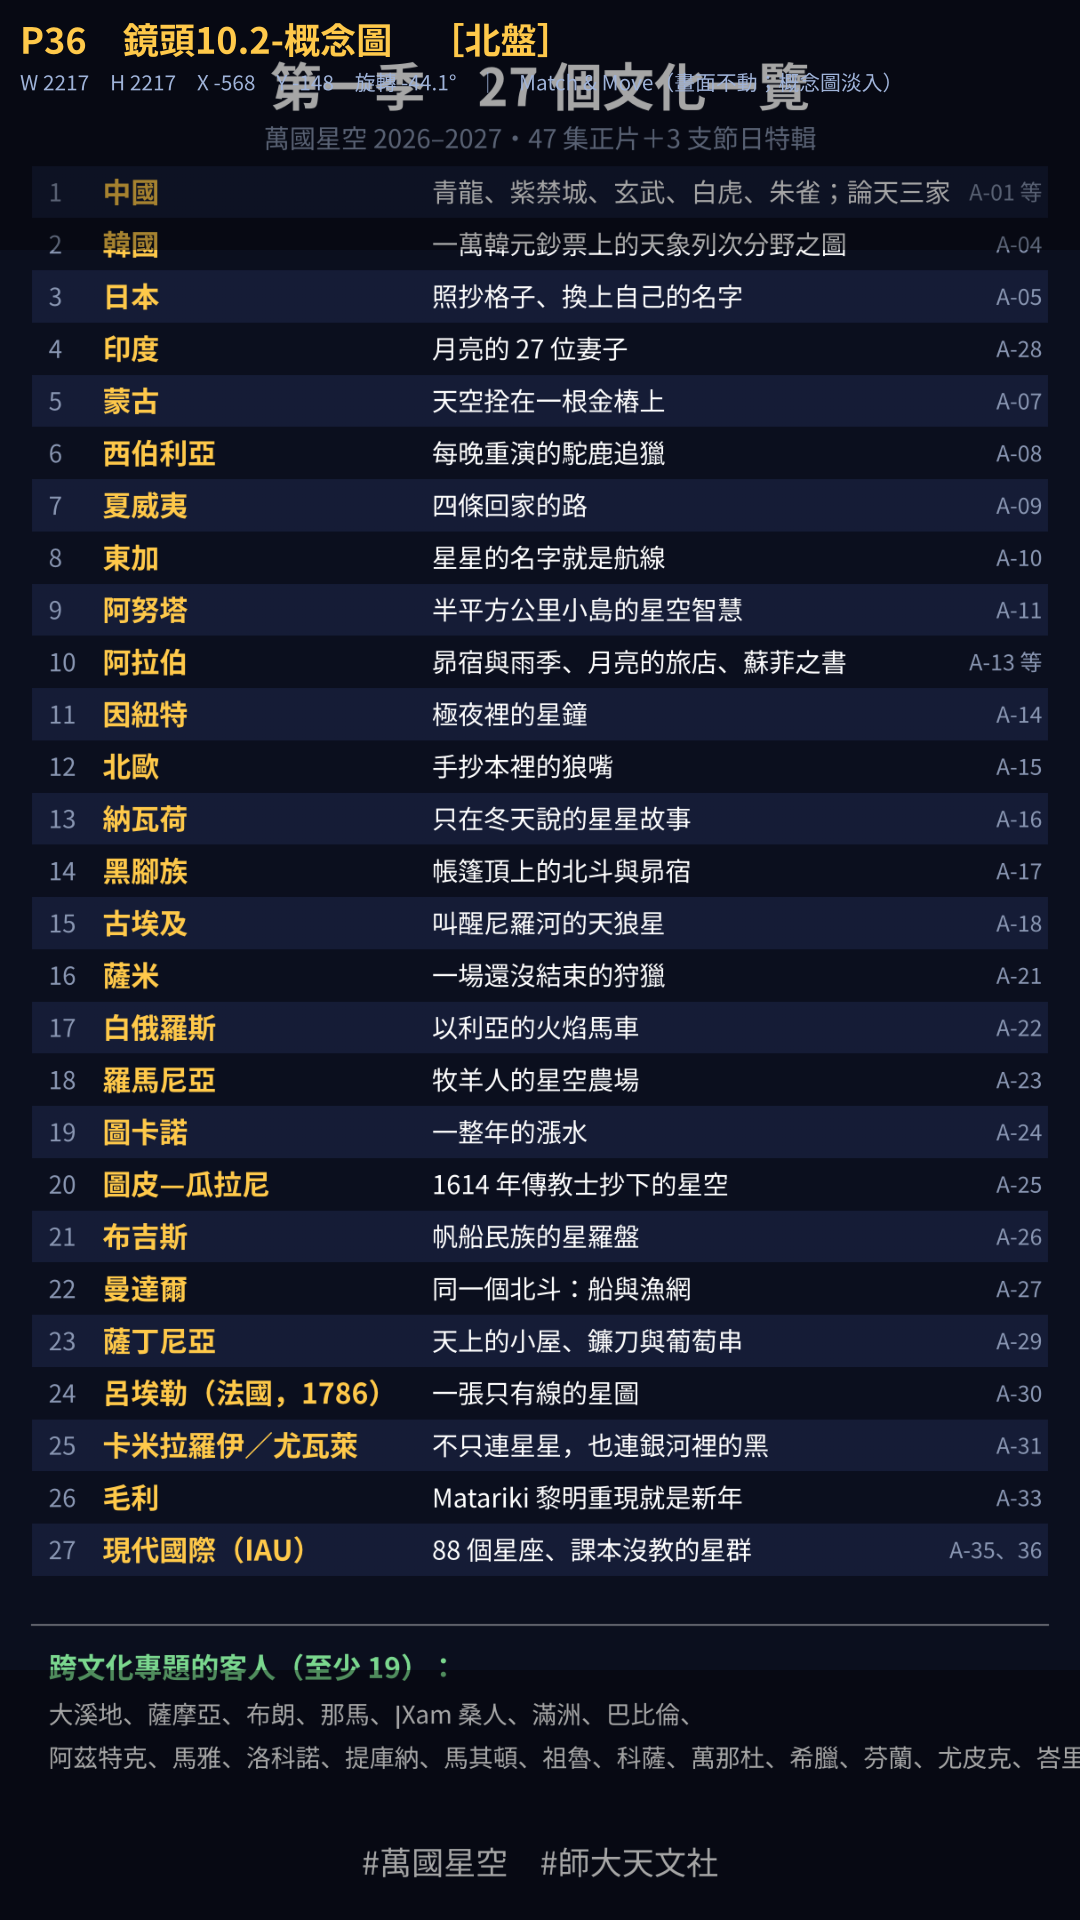 P36 鏡頭10.2-概念圖 [北盤]
W 2217 H 2217 X -568 Y 148 旋轉 -44.1° | Match & Move（畫面不動，概念圖淡入）
第一季 27 個文化一覽
萬國星空 2026–2027・47 集正片＋3 支節日特輯
1 中國 青龍、紫禁城、玄武、白虎、朱雀；論天三家 A-01 等
2 韓國 一萬韓元鈔票上的天象列次分野之圖 A-04
3 日本 照抄格子、換上自己的名字 A-05
4 印度 月亮的 27 位妻子 A-28
5 蒙古 天空拴在一根金樁上 A-07
6 西伯利亞 每晚重演的駝鹿追獵 A-08
7 夏威夷 四條回家的路 A-09
8 東加 星星的名字就是航線 A-10
9 阿努塔 半平方公里小島的星空智慧 A-11
10 阿拉伯 昴宿與雨季、月亮的旅店、蘇菲之書 A-13 等
11 因紐特 極夜裡的星鐘 A-14
12 北歐 手抄本裡的狼嘴 A-15
13 納瓦荷 只在冬天說的星星故事 A-16
14 黑腳族 帳篷頂上的北斗與昴宿 A-17
15 古埃及 叫醒尼羅河的天狼星 A-18
16 薩米 一場還沒結束的狩獵 A-21
17 白俄羅斯 以利亞的火焰馬車 A-22
18 羅馬尼亞 牧羊人的星空農場 A-23
19 圖卡諾 一整年的漲水 A-24
20 圖皮—瓜拉尼 1614 年傳教士抄下的星空 A-25
21 布吉斯 帆船民族的星羅盤 A-26
22 曼達爾 同一個北斗：船與漁網 A-27
23 薩丁尼亞 天上的小屋、鐮刀與葡萄串 A-29
24 呂埃勒（法國，1786） 一張只有線的星圖 A-30
25 卡米拉羅伊／尤瓦萊 不只連星星，也連銀河裡的黑 A-31
26 毛利 Matariki 黎明重現就是新年 A-33
27 現代國際（IAU） 88 個星座、課本沒教的星群 A-35、36
跨文化專題的客人（至少 19）：
大溪地、薩摩亞、布朗、那馬、|Xam 桑人、滿洲、巴比倫、
阿茲特克、馬雅、洛科諾、提庫納、馬其頓、祖魯、科薩、萬那杜、希臘、芬蘭、尤皮克、峇里
#萬國星空 #師大天文社